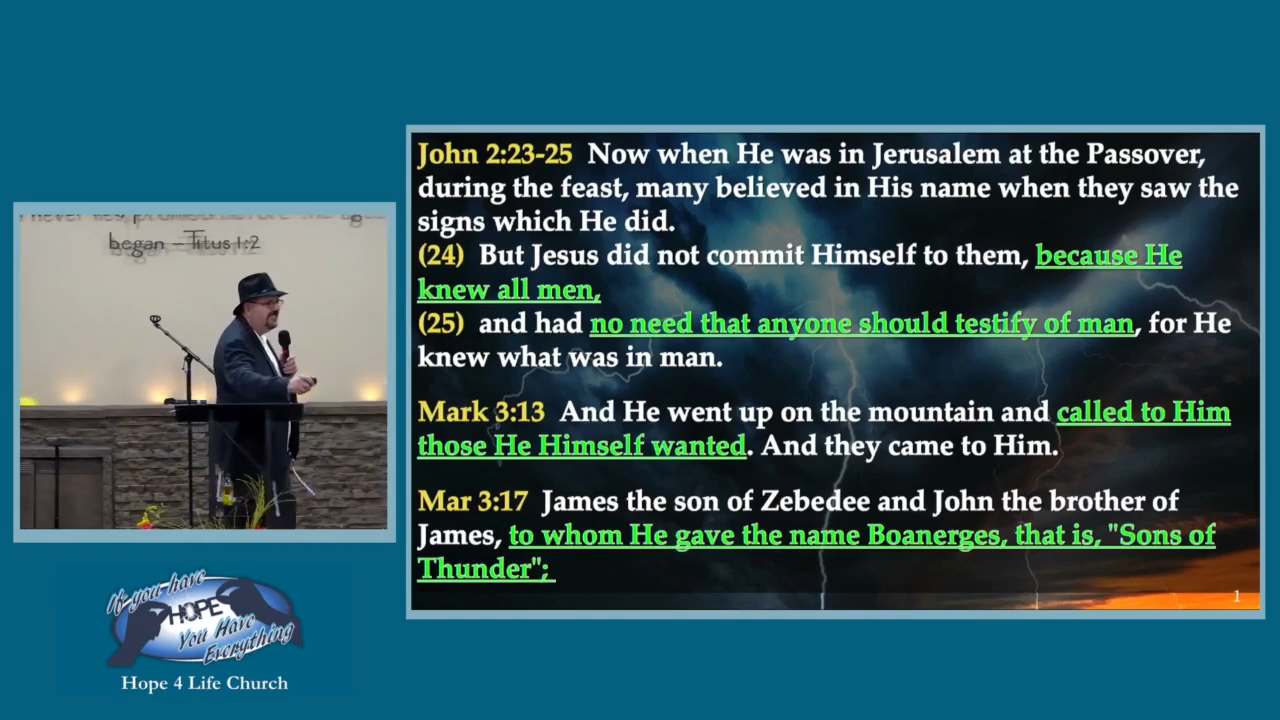 never lies, promised
began - Titus 1:2
John 2:23-25 Now when He was in Jerusalem at the Passover,
during the feast, many believed in His name when they saw the
signs which He did.
(24) But Jesus did not commit Himself to them, because He
knew all men,
(25) and had no need that anyone should testify of man, for He
knew what was in man.
Mark 3:13 And He went up on the mountain and called to Him
those He Himself wanted. And they came to Him.
Mar 3:17 James the son of Zebedee and John the brother of
James, to whom He gave the name Boanerges, that is, "Sons of
Thunder";
1
If you have
HOPE
You Have
Everything
Hope 4 Life Church